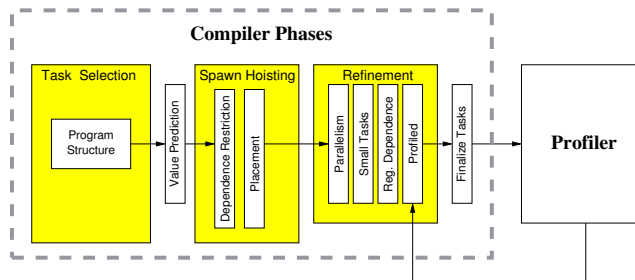 Compiler Phases
Task Selection
Program
Structure
Value Prediction
Spawn Hoisting
Dependence Restriction
Placement
Refinement
Parallelism
Small Tasks
Reg. Dependence
Profiled
Finalize Tasks
Profiler